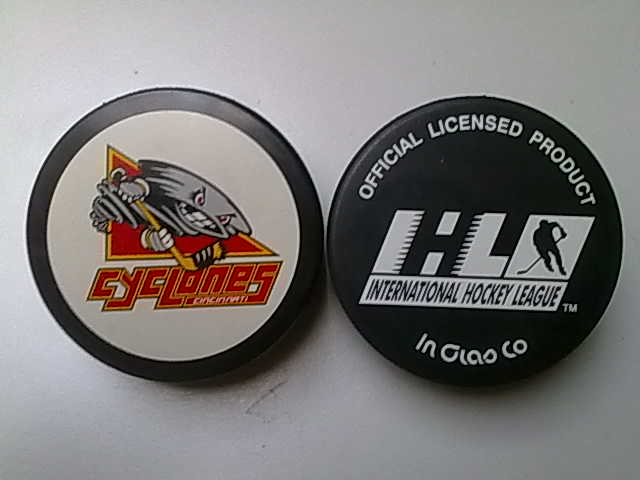 CYCLONES
CINCINNATI
OFFICIAL LICENSED PRODUCT
IHL
INTERNATIONAL HOCKEY LEAGUE
TM
In Glas Co